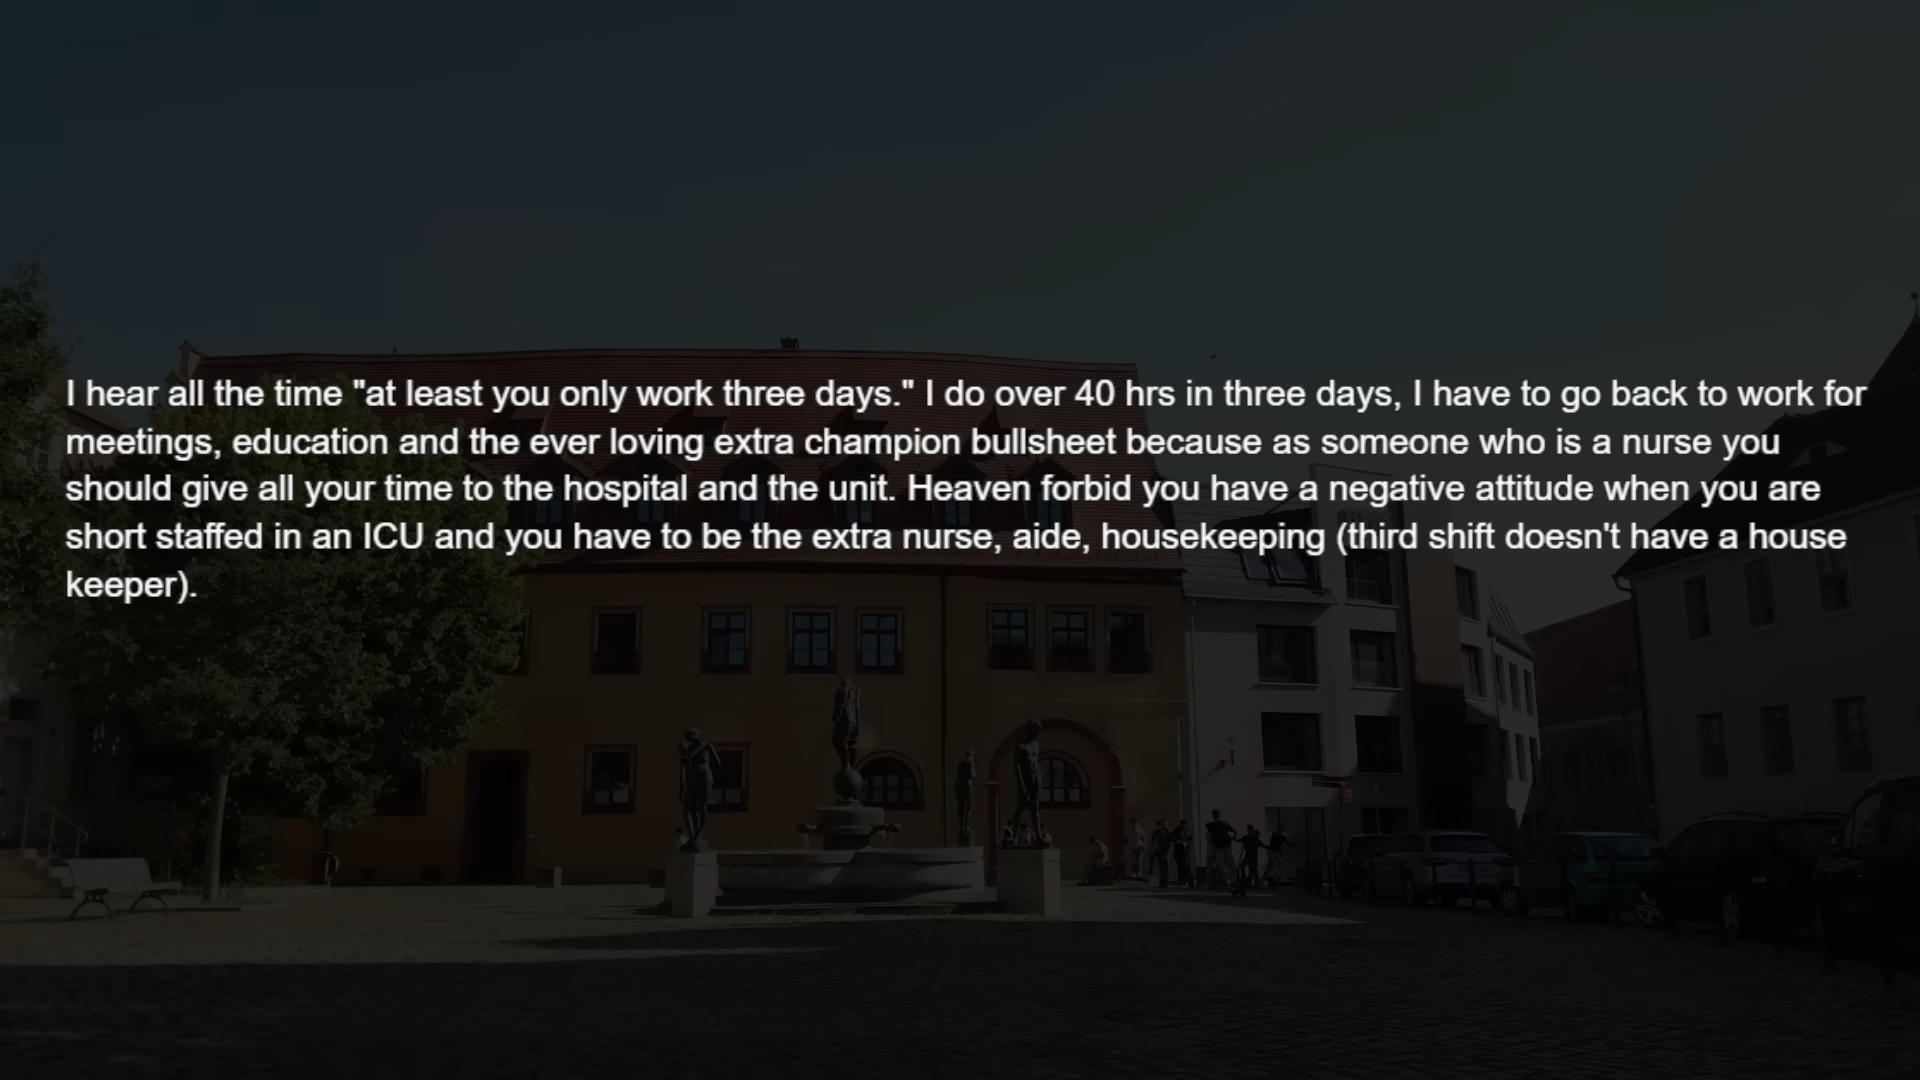 I hear all the time "at least you only work three days." I do over 40 hrs in three days, I have to go back to work for
meetings, education and the ever loving extra champion bullsheet because as someone who is a nurse you
should give all your time to the hospital and the unit. Heaven forbid you have a negative attitude when you are
short staffed in an ICU and you have to be the extra nurse, aide, housekeeping (third shift doesn't have a house
keeper).